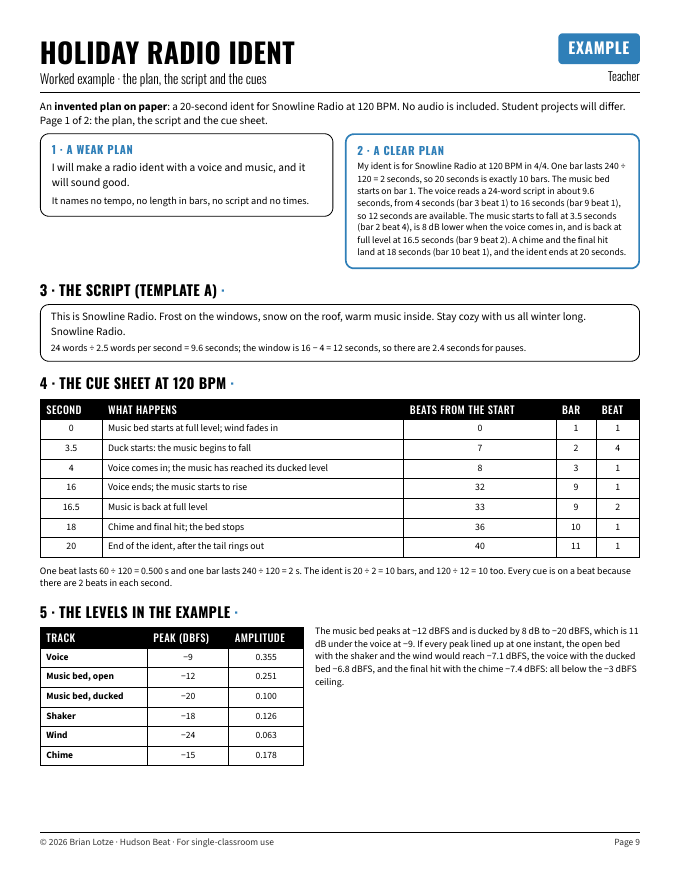 HOLIDAY RADIO IDENT
EXAMPLE
Worked example · the plan, the script and the cues
Teacher
An invented plan on paper: a 20-second ident for Snowline Radio at 120 BPM. No audio is included. Student projects will differ.
Page 1 of 2: the plan, the script and the cue sheet.
1 · A WEAK PLAN
I will make a radio ident with a voice and music, and it
will sound good.
It names no tempo, no length in bars, no script and no times.
2 · A CLEAR PLAN
My ident is for Snowline Radio at 120 BPM in 4/4. One bar lasts 240 ÷
120 = 2 seconds, so 20 seconds is exactly 10 bars. The music bed
starts on bar 1. The voice reads a 24-word script in about 9.6
seconds, from 4 seconds (bar 3 beat 1) to 16 seconds (bar 9 beat 1),
so 12 seconds are available. The music starts to fall at 3.5 seconds
(bar 2 beat 4), is 8 dB lower when the voice comes in, and is back at
full level at 16.5 seconds (bar 9 beat 2). A chime and the final hit
land at 18 seconds (bar 10 beat 1), and the ident ends at 20 seconds.
3 · THE SCRIPT (TEMPLATE A) ·
This is Snowline Radio. Frost on the windows, snow on the roof, warm music inside. Stay cozy with us all winter long.
Snowline Radio.
24 words ÷ 2.5 words per second = 9.6 seconds; the window is 16 − 4 = 12 seconds, so there are 2.4 seconds for pauses.
4 · THE CUE SHEET AT 120 BPM ·
SECOND WHAT HAPPENS BEATS FROM THE START BAR BEAT
0 Music bed starts at full level; wind fades in 0 1 1
3.5 Duck starts: the music begins to fall 7 2 4
4 Voice comes in; the music has reached its ducked level 8 3 1
16 Voice ends; the music starts to rise 32 9 1
16.5 Music is back at full level 33 9 2
18 Chime and final hit; the bed stops 36 10 1
20 End of the ident, after the tail rings out 40 11 1
One beat lasts 60 ÷ 120 = 0.500 s and one bar lasts 240 ÷ 120 = 2 s. The ident is 20 ÷ 2 = 10 bars, and 120 ÷ 12 = 10 too. Every cue is on a beat because
there are 2 beats in each second.
5 · THE LEVELS IN THE EXAMPLE ·
TRACK PEAK (DBFS) AMPLITUDE
Voice −9 0.355
Music bed, open −12 0.251
Music bed, ducked −20 0.100
Shaker −18 0.126
Wind −24 0.063
Chime −15 0.178
The music bed peaks at −12 dBFS and is ducked by 8 dB to −20 dBFS, which is 11
dB under the voice at −9. If every peak lined up at one instant, the open bed
with the shaker and the wind would reach −7.1 dBFS, the voice with the ducked
bed −6.8 dBFS, and the final hit with the chime −7.4 dBFS: all below the −3 dBFS
ceiling.
© 2026 Brian Lotze · Hudson Beat · For single-classroom use
Page 9